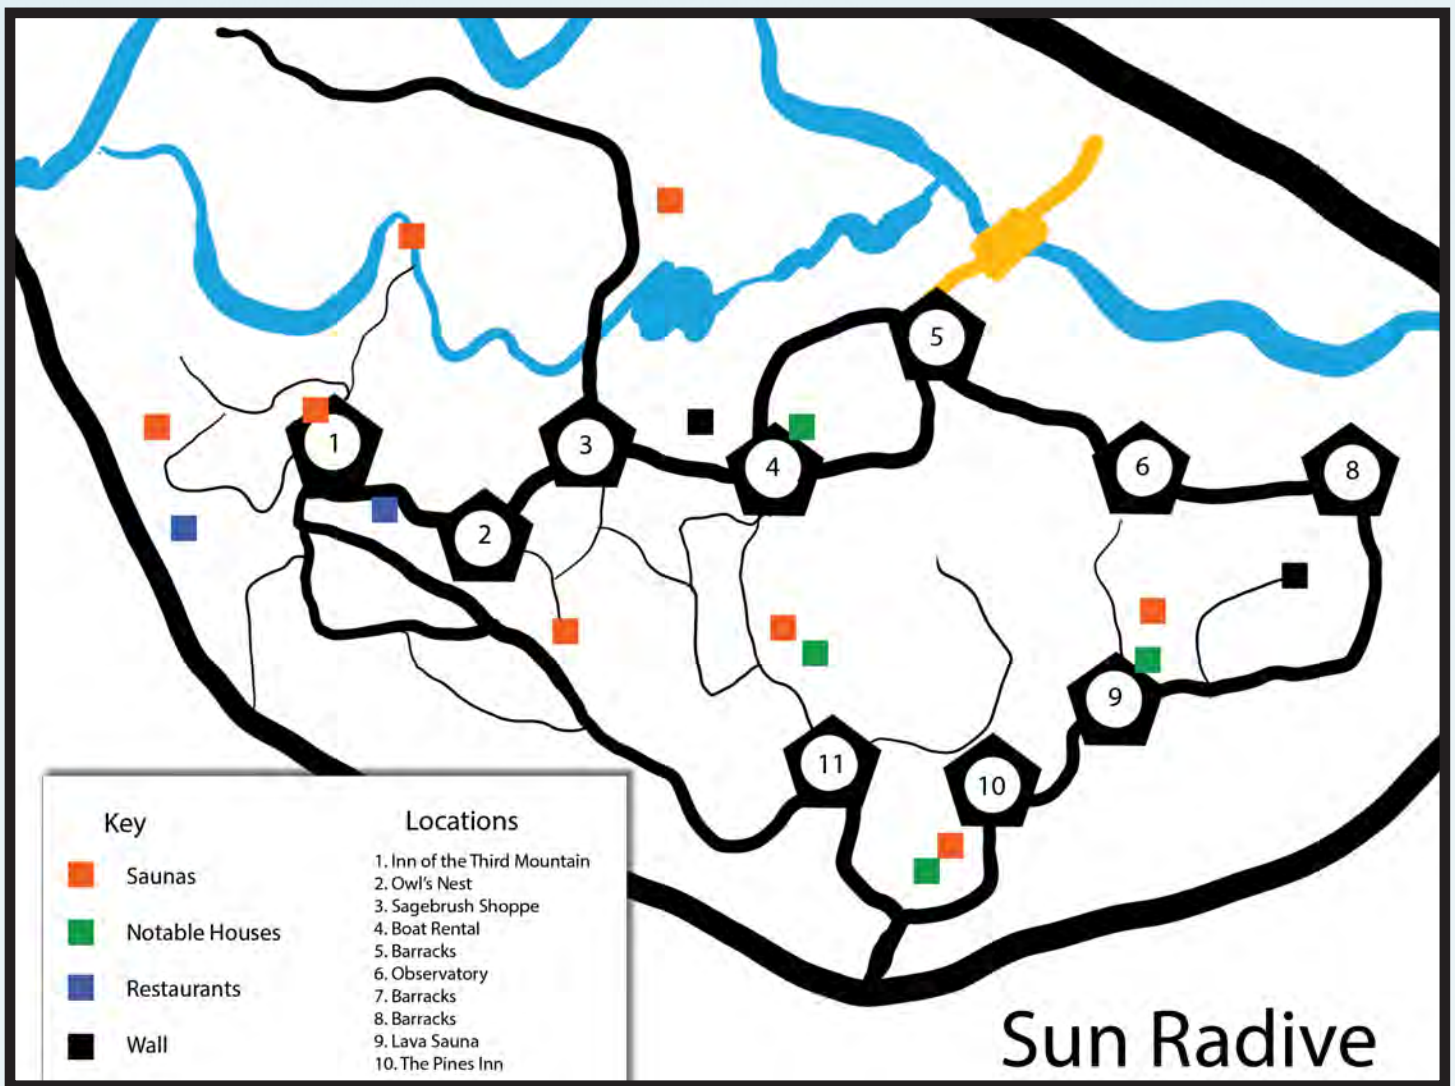 5
3
1
4
6
8
2
9
11
10
Key
Locations
Saunas
Notable Houses
Restaurants
Wall
1. Inn of the Third Mountain
2. Owl's Nest
3. Sagebrush Shoppe
4. Boat Rental
5. Barracks
6. Observatory
7. Barracks
8. Barracks
9. Lava Sauna
10. The Pines Inn
Sun Radive